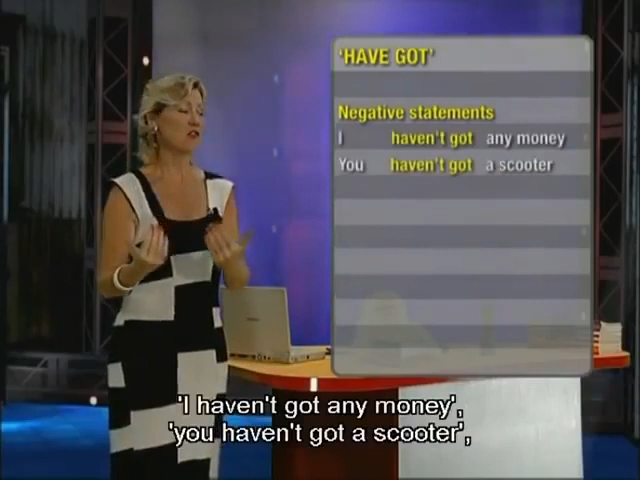 'HAVE GOT'
Negative statements
I haven't got any money
You haven't got a scooter
'I haven't got any money',
'you haven't got a scooter',